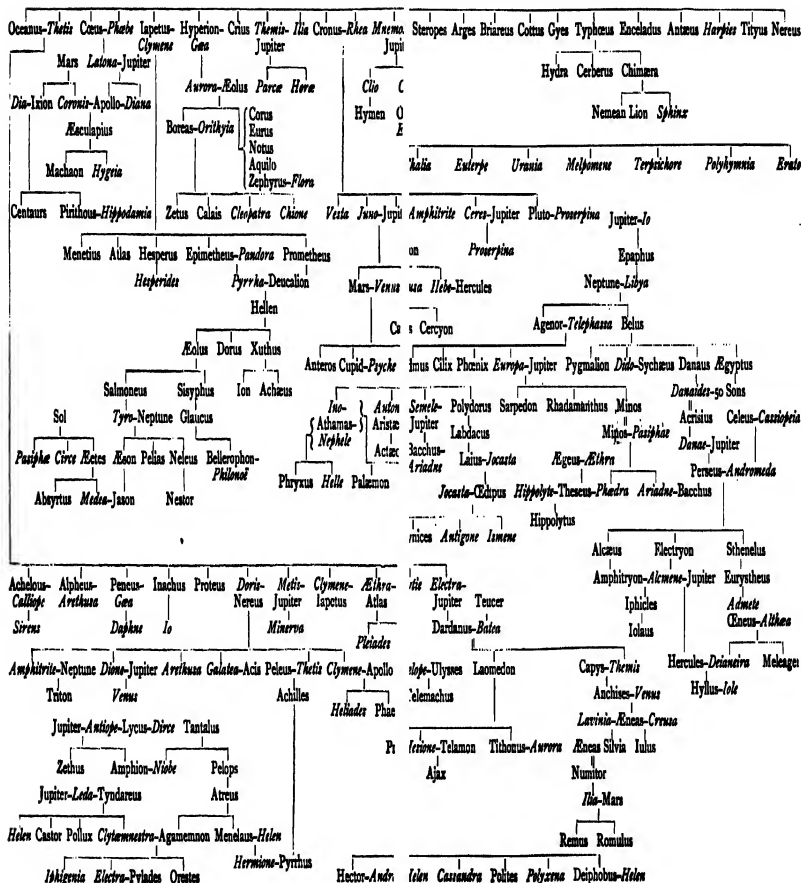 Oceanus-Thetis Cœus-Phœbe Iapetus- Hyperion-Crius Themis-Ilia Cronus-Rhea Steropes Arges Briareus Cottus Gyes Typhœus Enceladus Antæus Harpies Tityus Nereus
Clymene Gæa Jupiter
Mars Latona-Jupiter Hydra Cerberus Chimæra
Dia-Ixion Coronis-Apollo-Diana Aurora-Æolus Parcæ Horæ Clio Nemean Lion Sphinx
Æsculapius Boreas-Orithyia Corus Hymen
Eurus
Notus
Machaon Hygeia Aquilo
Zephyrus-Flora Thalia Euterpe Urania Melpomene Terpsichore Polyhymnia Erato
Centaurs Pirithous-Hippodamia Zetus Calais Cleopatra Chione Vesta Juno- Amphitrite Ceres-Jupiter Pluto-Proserpina Jupiter-Io
Menetius Atlas Hesperus Epimetheus-Pandora Prometheus Proserpina Epaphus
Hesperides Pyrrha-Deucalion Mars- Hebe-Hercules Neptune-Libya
Hellen Cercyon Agenor-Telephassa Belus
Æolus Dorus Xuthus Anteros Cupid-Psyche Cilix Phœnix Europa-Jupiter Pygmalion Dido-Sychæus Danaus Ægyptus
Salmoneus Sisyphus Ion Achæus Danaides-50 Sons
Sol Tyro-Neptune Glaucus Ino- Semele- Polydorus Sarpedon Rhadamanthus Minos Acrisius Celeus-Cassiopeia
Athamas- Jupiter Labdacus Minos-Pasiphae Danae-Jupiter
Nephele Bacchus- Laius-Jocasta Ægeus-Æthra Perseus-Andromeda
Pasiphæ Circe Æetes Æson Pelias Neleus Bellerophon- Ariadne
Philonoë Phryxus Helle Palæmon Jocasta-Œdipus Hippolyte-Theseus-Phædra Ariadne-Bacchus
Absyrtus Medea-Jason Nestor Hippolytus
Antigone Ismene Alcæus Electryon Sthenelus
Achelous- Alpheus- Peneus- Inachus Proteus Doris- Metis- Clymene- Æthra- Electra- Amphitryon-Alcmene-Jupiter Eurystheus
Calliope Arethusa Gæa Nereus Jupiter Iapetus Atlas Jupiter Teucer Iphicles Admete
Sirens Daphne Io Minerva Pleiades Dardanus-Batea Iolaus Œneus-Althæa
Amphitrite-Neptune Dione-Jupiter Arethusa Galatea-Acis Peleus-Thetis Clymene-Apollo Ulysses Laomedon Capys-Themis Hercules-Deianeira
Triton Venus Achilles Anchises-Venus Hyllus-Iole
Heliades Lavinia-Æneas-Creusa
Jupiter-Antiope-Lycus-Dirce Tantalus Telamon Tithonus-Aurora Æneas Silvia Iulus
Zethus Amphion-Niobe Pelops Ajax Numitor
Jupiter-Leda-Tyndareus Atreus Ilia-Mars
Helen Castor Pollux Clytæmnestra-Agamemnon Menelaus-Helen Remus Romulus
Hermione-Pyrrhus
Iphigenia Electra-Pylades Orestes Hector- Cassandra Polites Polyxena Deiphobus-Helen